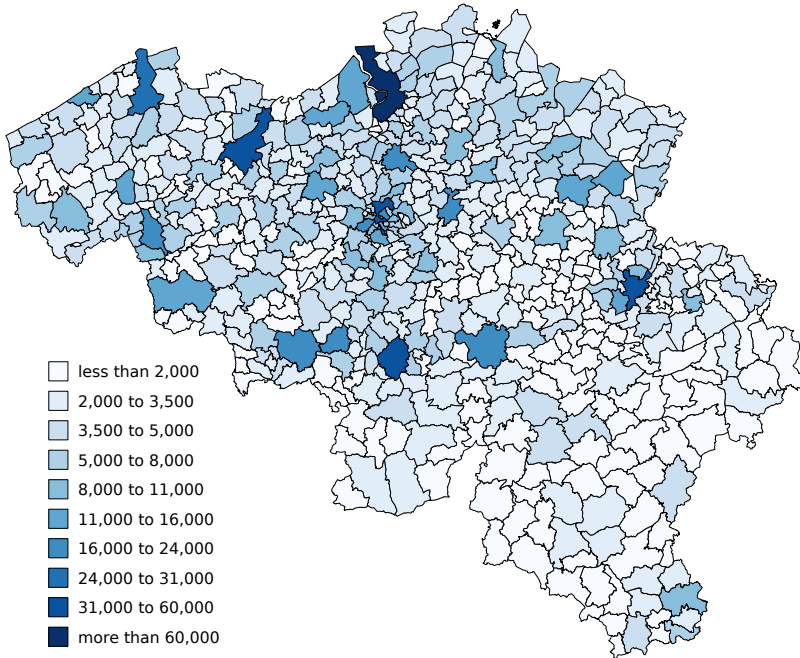 less than 2,000
2,000 to 3,500
3,500 to 5,000
5,000 to 8,000
8,000 to 11,000
11,000 to 16,000
16,000 to 24,000
24,000 to 31,000
31,000 to 60,000
more than 60,000